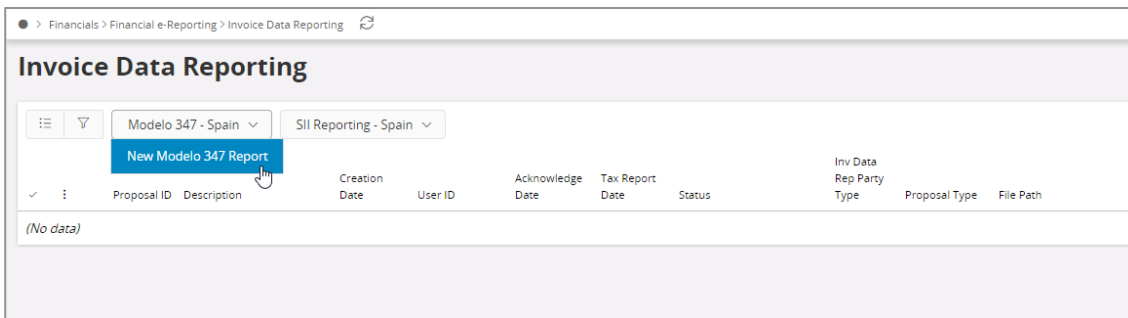 Financials > Financial e-Reporting > Invoice Data Reporting
Invoice Data Reporting
Modelo 347 - Spain SII Reporting - Spain
New Modelo 347 Report
Proposal ID Description Creation Date User ID Acknowledge Date Tax Report Date Status Inv Data Rep Party Type Proposal Type File Path
(No data)